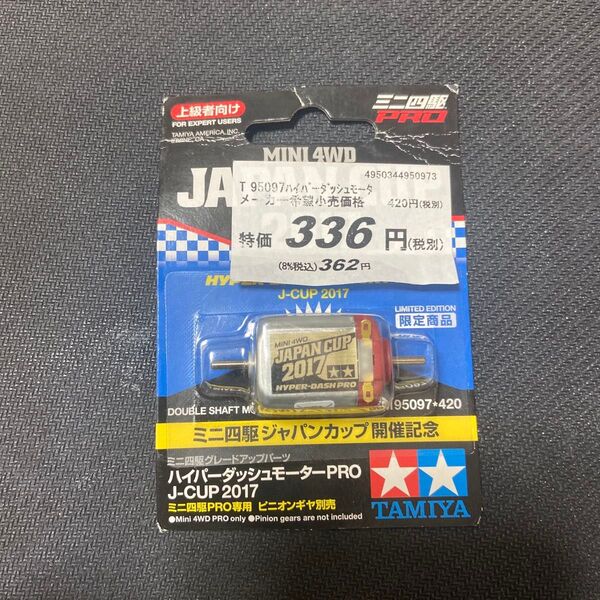 上級者向け
FOR EXPERT USERS
TAMIYA AMERICA, INC.
ミニ四駆
PRO
MINI 4WD
JAPAN CUP
4950344950973
T 95097ハイパーダッシュモータ
メーカー希望小売価格 420円(税別)
特価 336円(税別)
(8%税込) 362円
J-CUP 2017
LIMITED EDITION
限定商品
MINI 4WD
JAPAN CUP
2017
HYPER-DASH PRO
DOUBLE SHAFT
95097*420
ミニ四駆ジャパンカップ開催記念
ミニ四駆グレードアップパーツ
ハイパーダッシュモーターPRO
J-CUP 2017
ミニ四駆PRO専用 ピニオンギヤ別売
●Mini 4WD PRO only ●Pinion gears are not included
TAMIYA